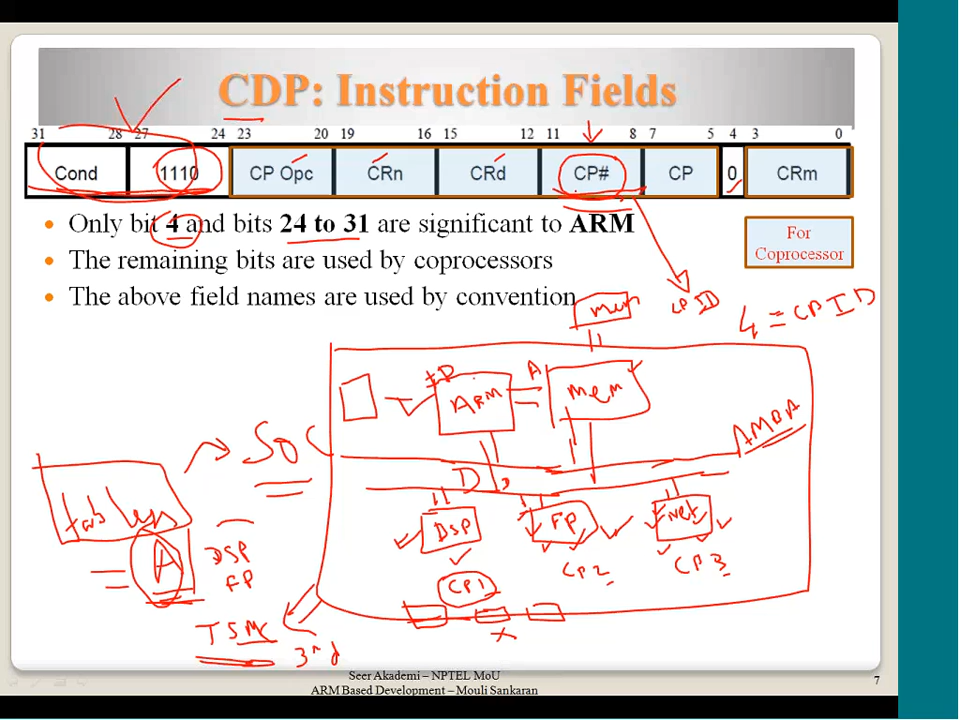 CDP: Instruction Fields
31 28 27 24 23 20 19 16 15 12 11 8 7 5 4 3 0
Cond 1110 CP Opc CRn CRd CP# CP 0 CRm
• Only bit 4 and bits 24 to 31 are significant to ARM
• The remaining bits are used by coprocessors
• The above field names are used by convention
For
Coprocessor
CP ID
4 = CP ID
mem
ID
ARM
A
mem
AMBA
SOC
D
DSP
FP
Net
CP1
CP2
CP3
A
DSP
FP
TSMC
3rd
Seer Akademi – NPTEL MoU
ARM Based Development – Mouli Sankaran
7